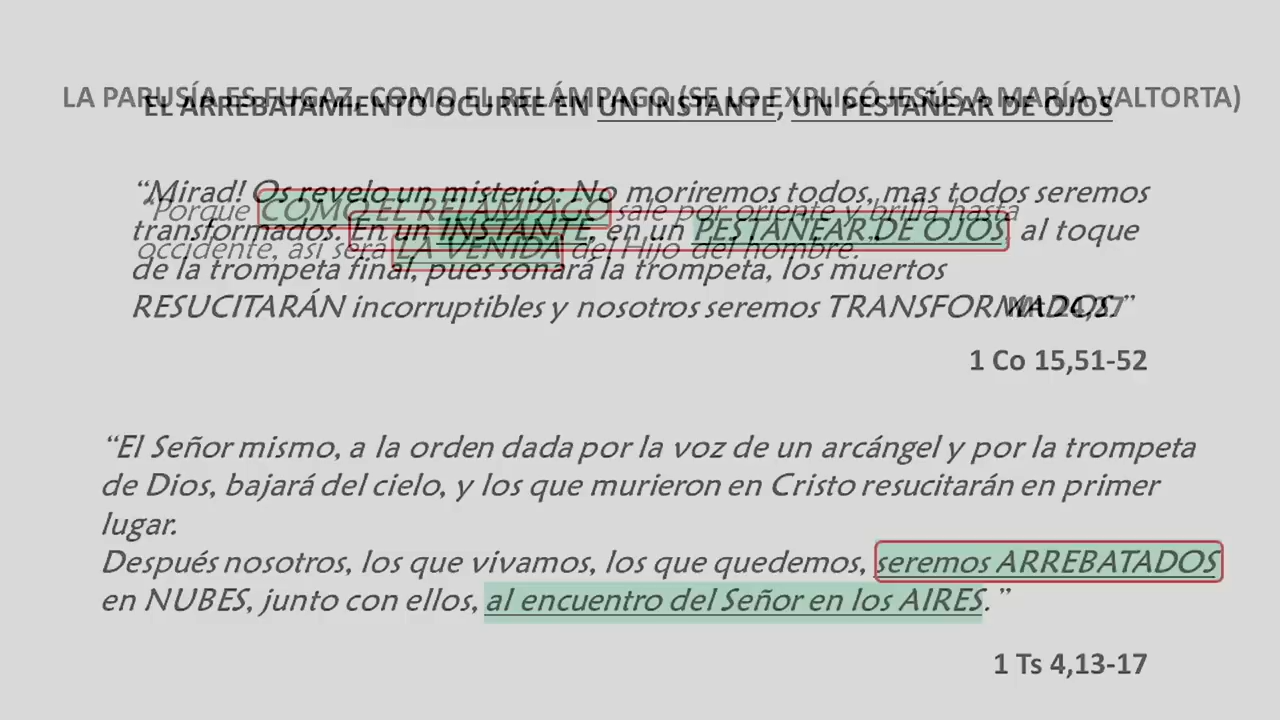 LA PARUSÍA ES FUGAZ, COMO EL RELÁMPAGO (SE LO EXPLICÓ JESÚS A MARÍA VALTORTA)
EL ARREBATAMIENTO OCURRE EN UN INSTANTE, UN PESTAÑEAR DE OJOS
“Mirad! Os revelo un misterio: No moriremos todos, mas todos seremos
“Porque COMO EL RELÁMPAGO sale por oriente y brilla hasta
transformados. En un INSTANTE, en un PESTAÑEAR DE OJOS, al toque
occidente, así será LA VENIDA del Hijo del hombre.
de la trompeta final, pues sonará la trompeta, los muertos
RESUCITARÁN incorruptibles y nosotros seremos TRANSFORMADOS.”
Mt 24,27
1 Co 15,51-52
“El Señor mismo, a la orden dada por la voz de un arcángel y por la trompeta
de Dios, bajará del cielo, y los que murieron en Cristo resucitarán en primer
lugar.
Después nosotros, los que vivamos, los que quedemos, seremos ARREBATADOS
en NUBES, junto con ellos, al encuentro del Señor en los AIRES.”
1 Ts 4,13-17